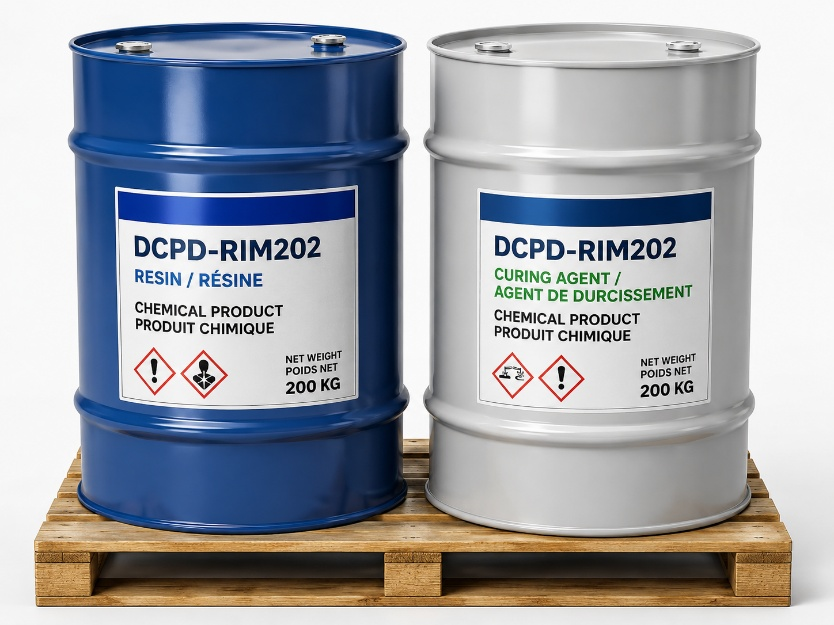 DCPD-RIM202
RESIN / RÉSINE
CHEMICAL PRODUCT
PRODUIT CHIMIQUE
NET WEIGHT
POIDS NET
200 KG
DCPD-RIM202
CURING AGENT /
AGENT DE DURCISSEMENT
CHEMICAL PRODUCT
PRODUIT CHIMIQUE
NET WEIGHT
POIDS NET
200 KG